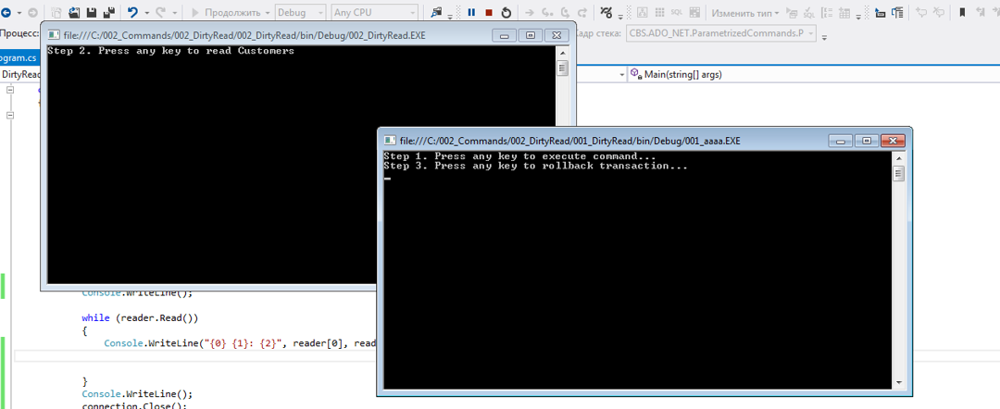 Продолжить
Debug
Any CPU
Изменить тип
Процесс:
file:///C:/002_Commands/002_DirtyRead/002_DirtyRead/bin/Debug/002_DirtyRead.EXE
адр стека:
CBS.ADO_NET.ParametrizedCommands.P
Step 2. Press any key to read Customers
ogram.cs
DirtyRead
Main(string[] args)
file:///C:/002_Commands/002_DirtyRead/001_DirtyRead/bin/Debug/001_aaaa.EXE
Step 1. Press any key to execute command...
Step 3. Press any key to rollback transaction...
Console.WriteLine();
while (reader.Read())
{
Console.WriteLine("{0} {1}: {2}", reader[0], read
}
Console.WriteLine();
connection.Close();